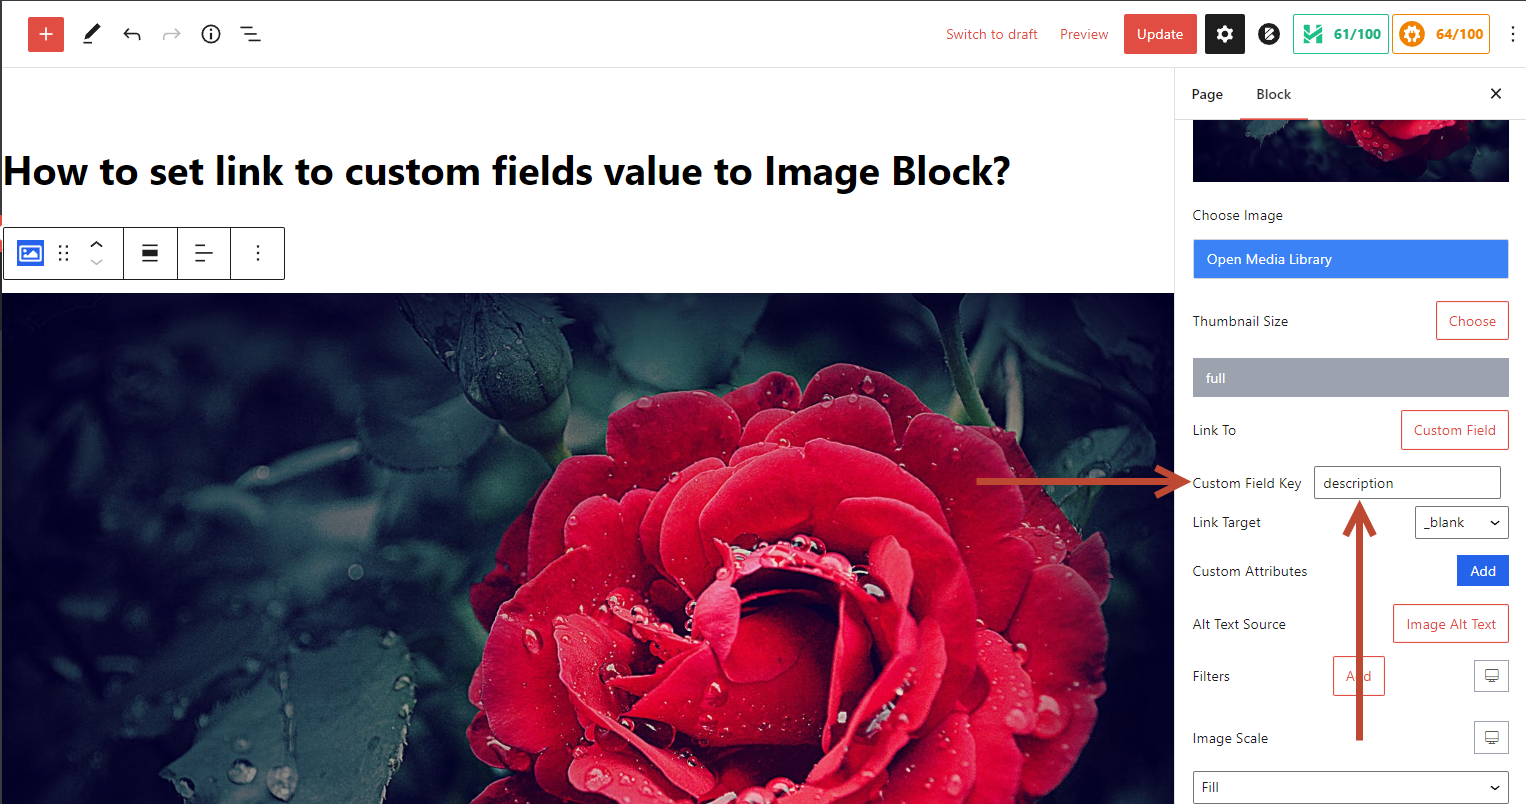 Switch to draft Preview Update 61/100 64/100
Page Block
How to set link to custom fields value to Image Block?
Choose Image
Open Media Library
Thumbnail Size Choose
full
Link To Custom Field
Custom Field Key description
Link Target _blank
Custom Attributes Add
Alt Text Source Image Alt Text
Filters Add
Image Scale
Fill